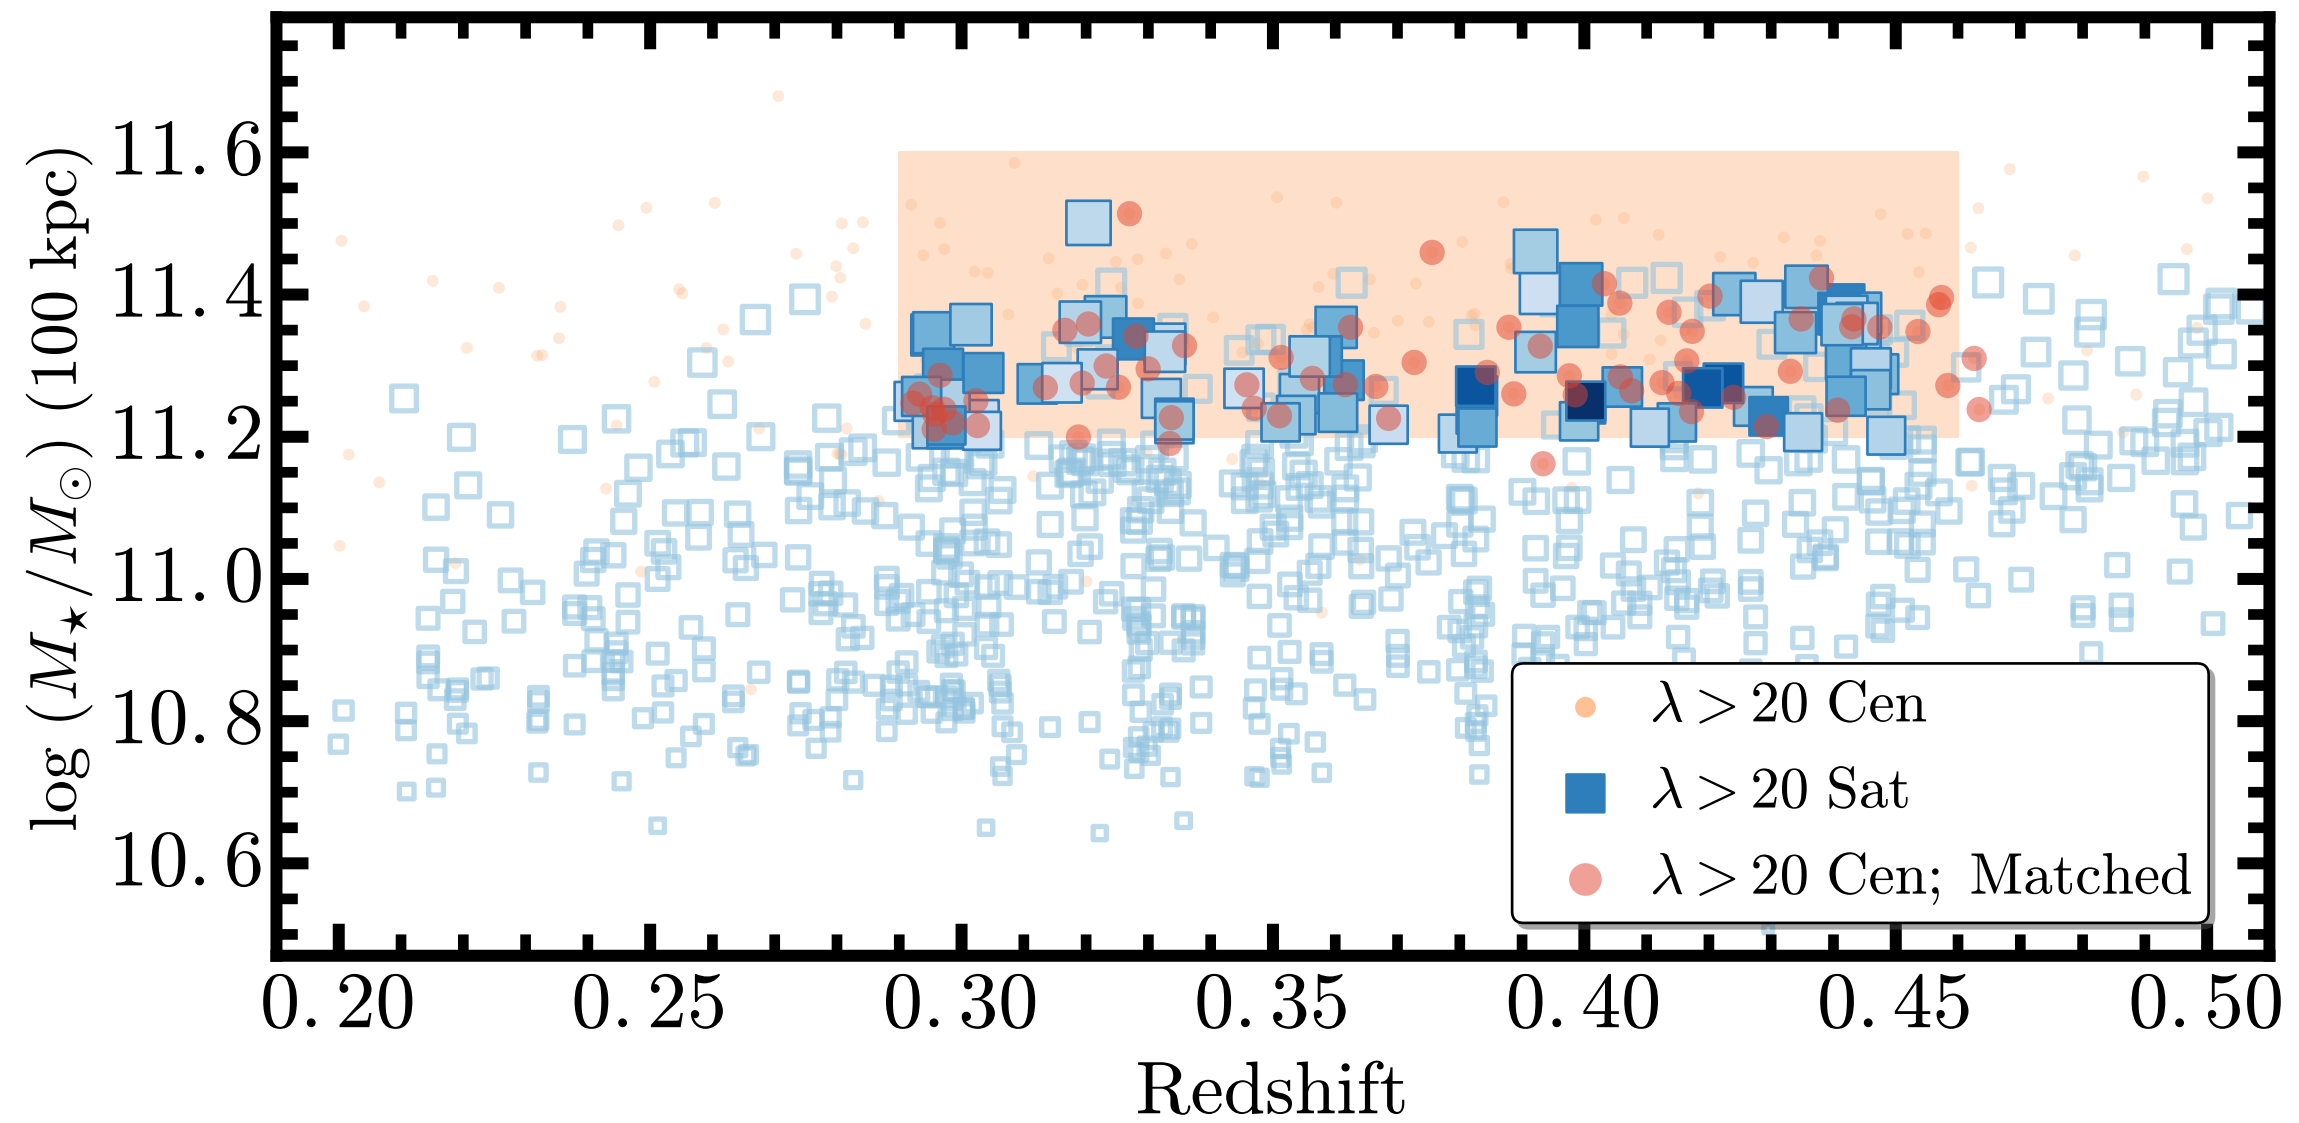 log (M⋆/M⊙) (100 kpc)
11.6
11.4
11.2
11.0
10.8
10.6
λ > 20 Cen
λ > 20 Sat
λ > 20 Cen; Matched
0.20 0.25 0.30 0.35 0.40 0.45 0.50
Redshift